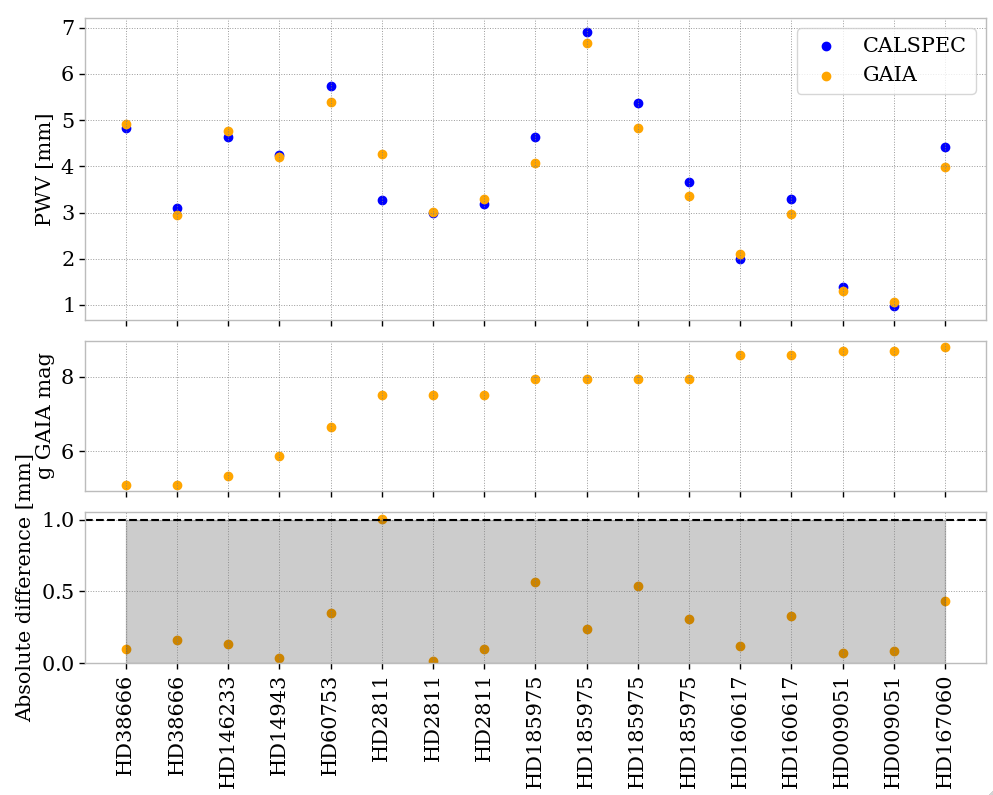 7
6
5
4
3
2
1
PWV [mm]
CALSPEC
GAIA
8
6
g GAIA mag
1.0
0.5
0.0
Absolute difference [mm]
HD38666
HD38666
HD146233
HD14943
HD60753
HD2811
HD2811
HD2811
HD185975
HD185975
HD185975
HD185975
HD160617
HD160617
HD009051
HD009051
HD167060